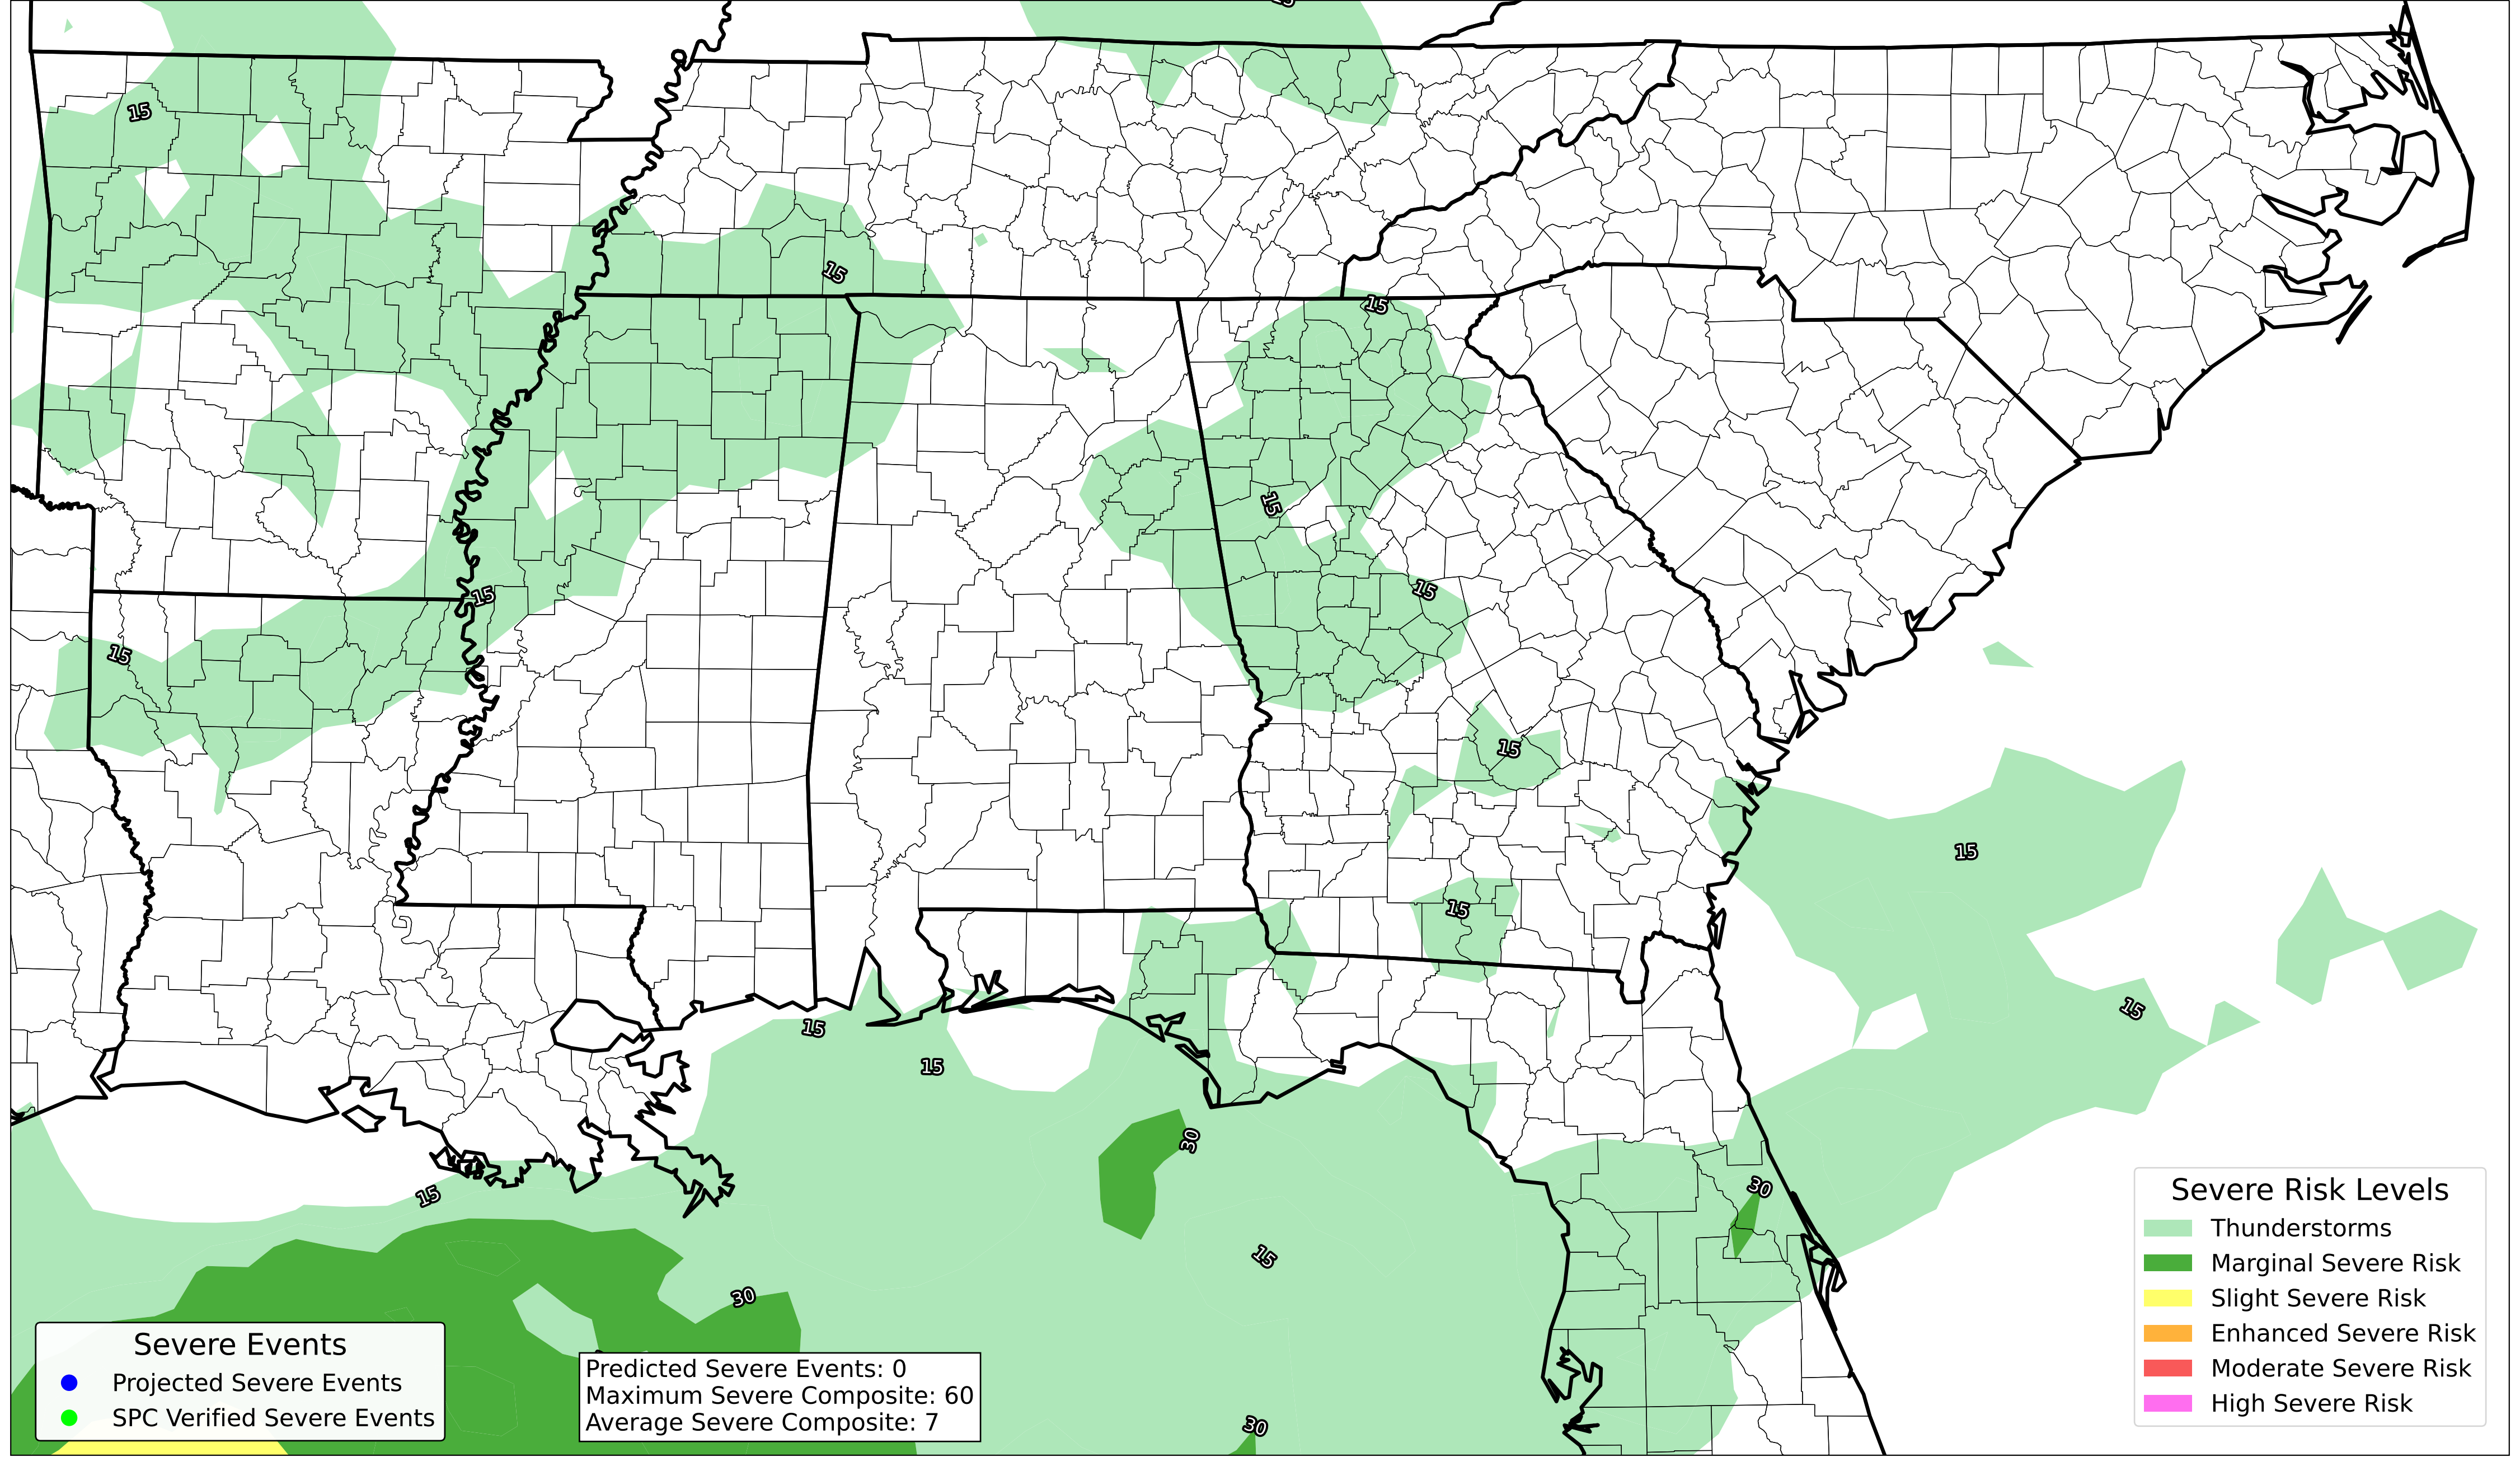 15
15
15
15
15
15
15
15
15
15
15
15
15
15
30
30
15
15
30
30
Severe Events
Projected Severe Events
SPC Verified Severe Events
Predicted Severe Events: 0
Maximum Severe Composite: 60
Average Severe Composite: 7
Severe Risk Levels
Thunderstorms
Marginal Severe Risk
Slight Severe Risk
Enhanced Severe Risk
Moderate Severe Risk
High Severe Risk